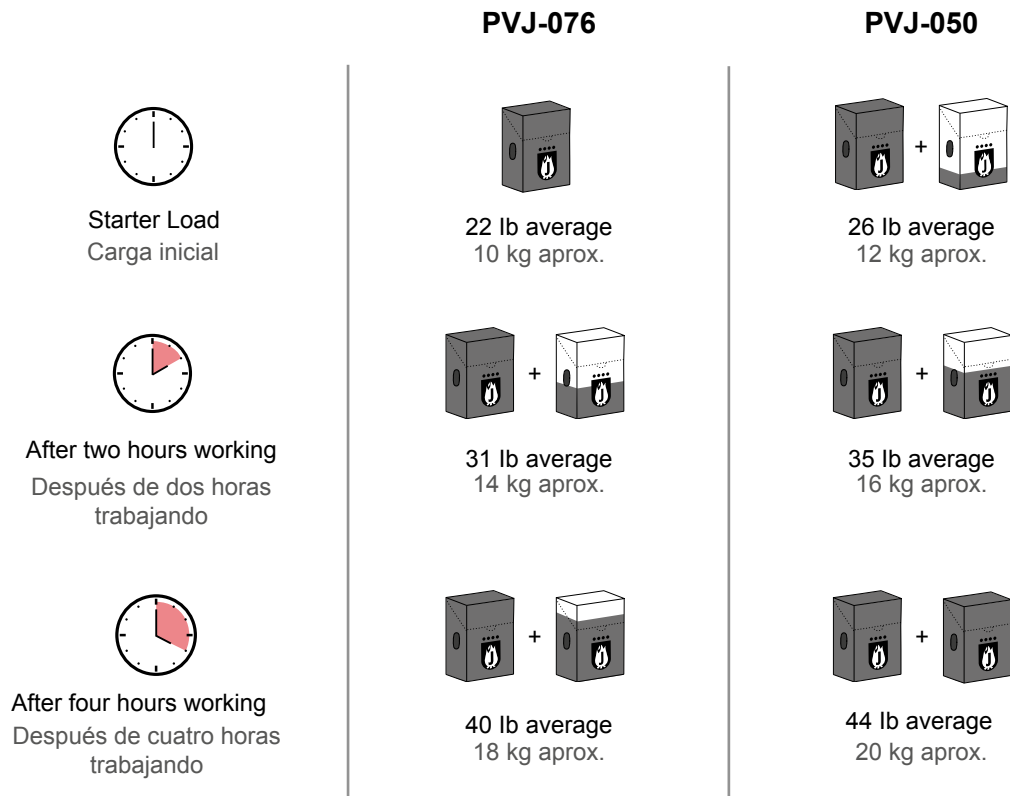 PVJ-076
PVJ-050
Starter Load
Carga inicial
22 lb average
10 kg aprox.
J
+
J
J
26 lb average
12 kg aprox.
After two hours working
Después de dos horas
trabajando
J
+
J
31 lb average
14 kg aprox.
J
+
J
35 lb average
16 kg aprox.
After four hours working
Después de cuatro horas
trabajando
J
+
J
40 lb average
18 kg aprox.
J
+
J
44 lb average
20 kg aprox.